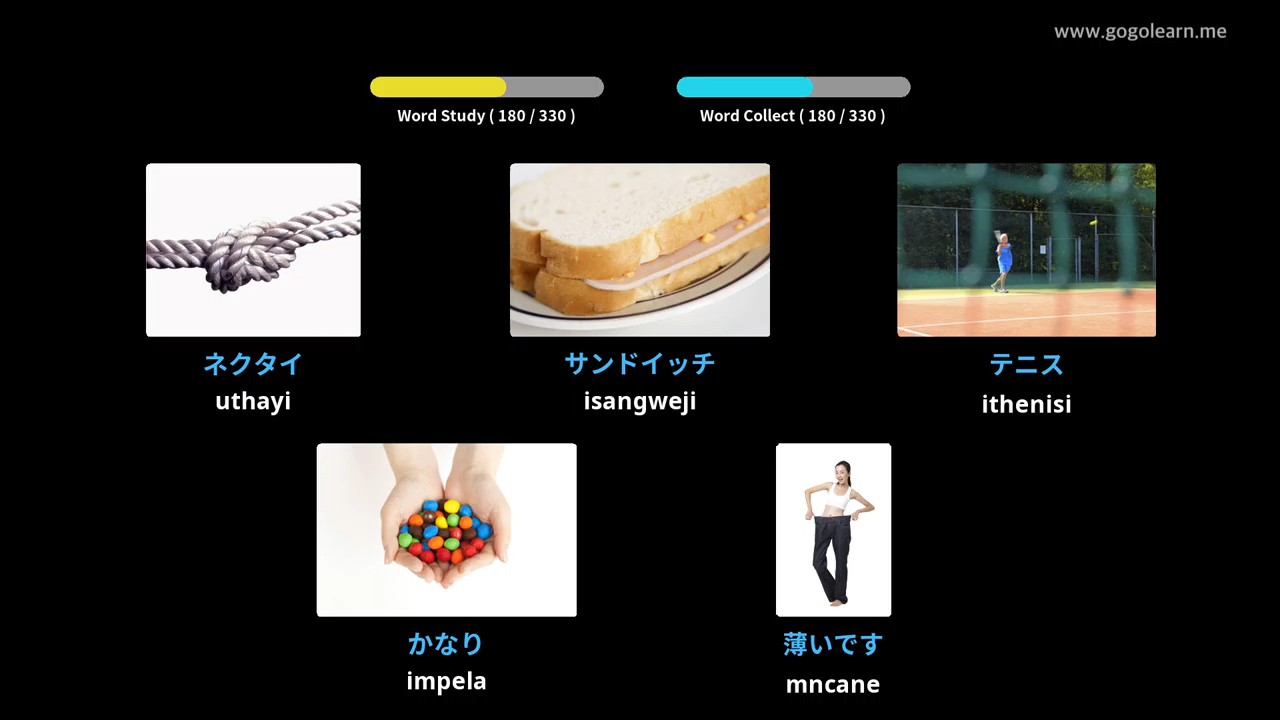 www.gogolearn.me
Word Study ( 180 / 330 )
Word Collect ( 180 / 330 )
ネクタイ
uthayi
サンドイッチ
isangweji
テニス
ithenisi
かなり
impela
薄いです
mncane